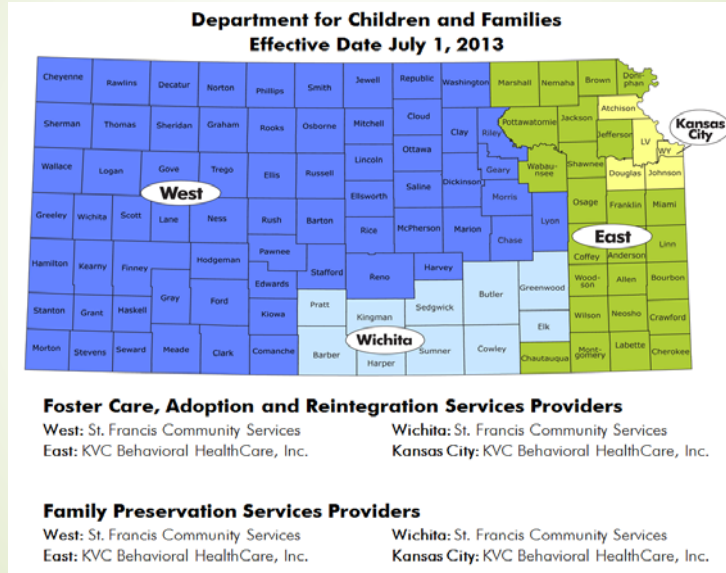 Department for Children and Families
Effective Date July 1, 2013
Cheyenne Rawlins Decatur Norton Phillips Smith Jewell Republic Washington Marshall Nemaha Brown Doni-
phan
Atchison
Sherman Thomas Sheridan Graham Rooks Osborne Mitchell Cloud Clay Riley Pottawatomie Jackson Jefferson LV WY Kansas
City
Wallace Logan Gove Trego Ellis Russell Lincoln Ottawa Dickinson Geary Wabau-
nsee Shawnee Douglas Johnson
West
Ellsworth Saline Morris Osage Franklin Miami
Greeley Wichita Scott Lane Ness Rush Barton Rice McPherson Marion Chase Lyon East
Coffey Anderson Linn
Hamilton Kearny Finney Hodgeman Pawnee Stafford Reno Harvey
Gray Ford Edwards Pratt Kingman Sedgwick Butler Greenwood Wood-
son Allen Bourbon
Stanton Grant Haskell Kiowa Elk Wilson Neosho Crawford
Wichita
Morton Stevens Seward Meade Clark Comanche Barber Harper Sumner Cowley Chautauqua Mont-
gomery Labette Cherokee
Foster Care, Adoption and Reintegration Services Providers
West: St. Francis Community Services Wichita: St. Francis Community Services
East: KVC Behavioral HealthCare, Inc. Kansas City: KVC Behavioral HealthCare, Inc.
Family Preservation Services Providers
West: St. Francis Community Services Wichita: St. Francis Community Services
East: KVC Behavioral HealthCare, Inc. Kansas City: KVC Behavioral HealthCare, Inc.